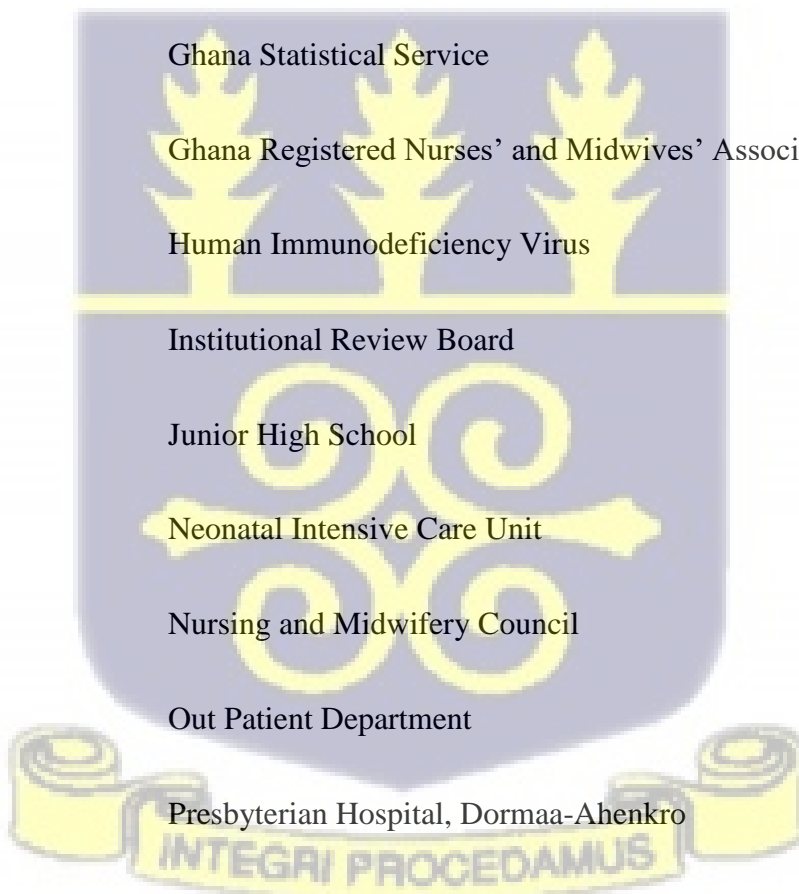 Ghana Statistical Service
Ghana Registered Nurses’ and Midwives’ Associ
Human Immunodeficiency Virus
Institutional Review Board
Junior High School
Neonatal Intensive Care Unit
Nursing and Midwifery Council
Out Patient Department
Presbyterian Hospital, Dormaa-Ahenkro
INTEGRI PROCEDAMUS